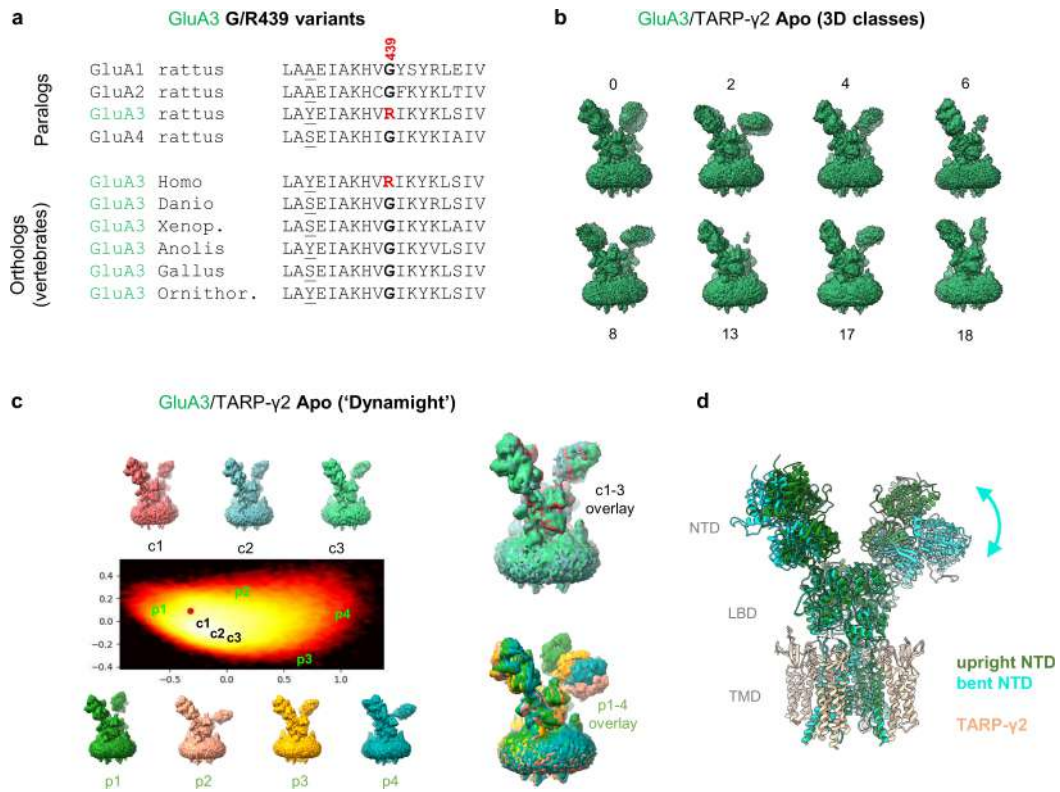 a
GluA3 G/R439 variants
439
Paralogs
GluA1 rattus LAAEIAKHVGYSYRLEIV
GluA2 rattus LAAEIAKHCGFKYKLTIV
GluA3 rattus LAYEIAKHVRIKYKLSIV
GluA4 rattus LASEIAKHIGIKYKIAIV
Orthologs
(vertebrates)
GluA3 Homo LAYEIAKHVRIKYKLSIV
GluA3 Danio LASEIAKHVGIRYKLSIV
GluA3 Xenop. LASEIAKHVGIKYKLAIV
GluA3 Anolis LAYEIAKHVGIKYVLSIV
GluA3 Gallus LASEIAKHVGIKYKLSIV
GluA3 Ornithor. LAYEIAKHVGIKYKLSIV
b
GluA3/TARP-γ2 Apo (3D classes)
0 2 4 6
8 13 17 18
c
GluA3/TARP-γ2 Apo (‘Dynamight’)
c1 c2 c3
c1-3
overlay
0.4
0.2
0.0
−0.2
−0.4
p1
p2
p4
c1
c2
c3
p3
−0.5 0.0 0.5 1.0
p1 p2 p3 p4
p1-4
overlay
d
NTD
LBD
TMD
upright NTD
bent NTD
TARP-γ2